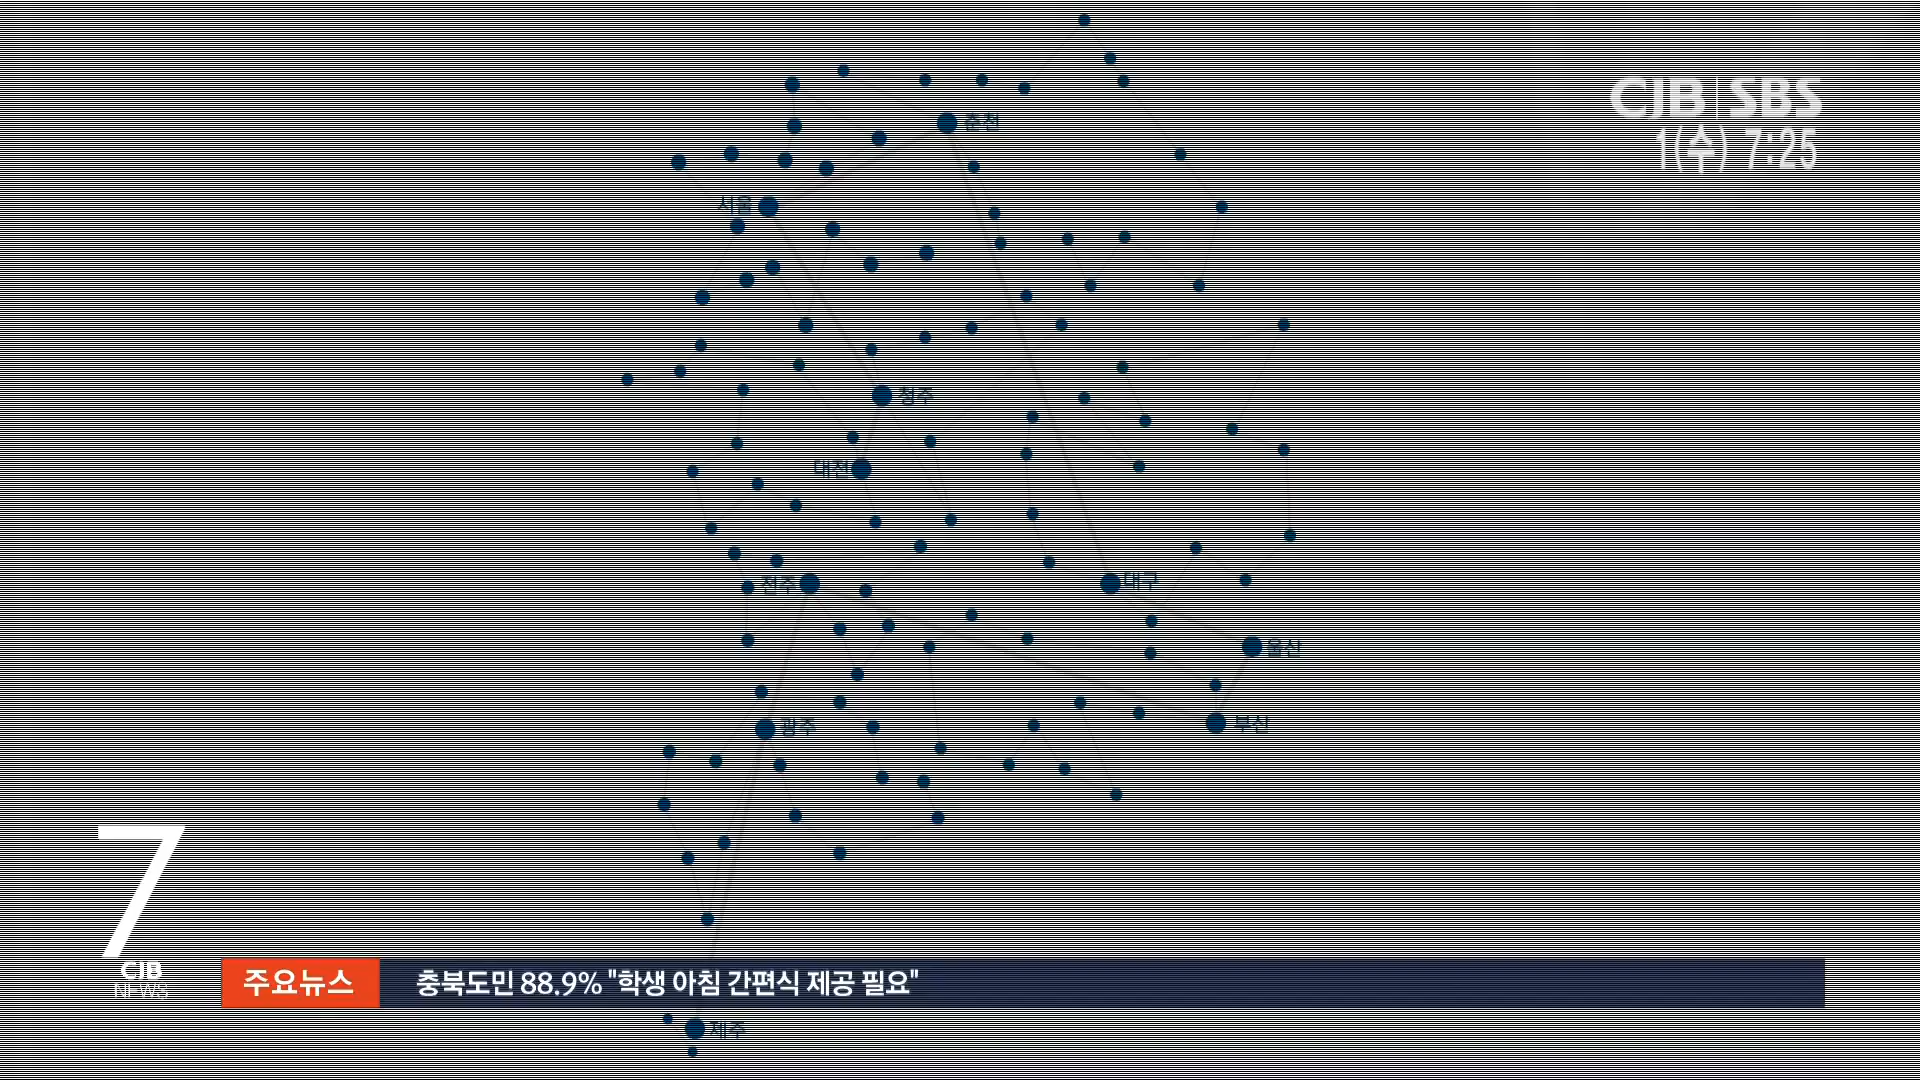 CJB SBS
1(수) 7:25
춘천
서울
청주
대전
전주
대구
울산
광주
부산
7
CJB
NEWS
주요뉴스
충북도민 88.9% "학생 아침 간편식 제공 필요"
제주